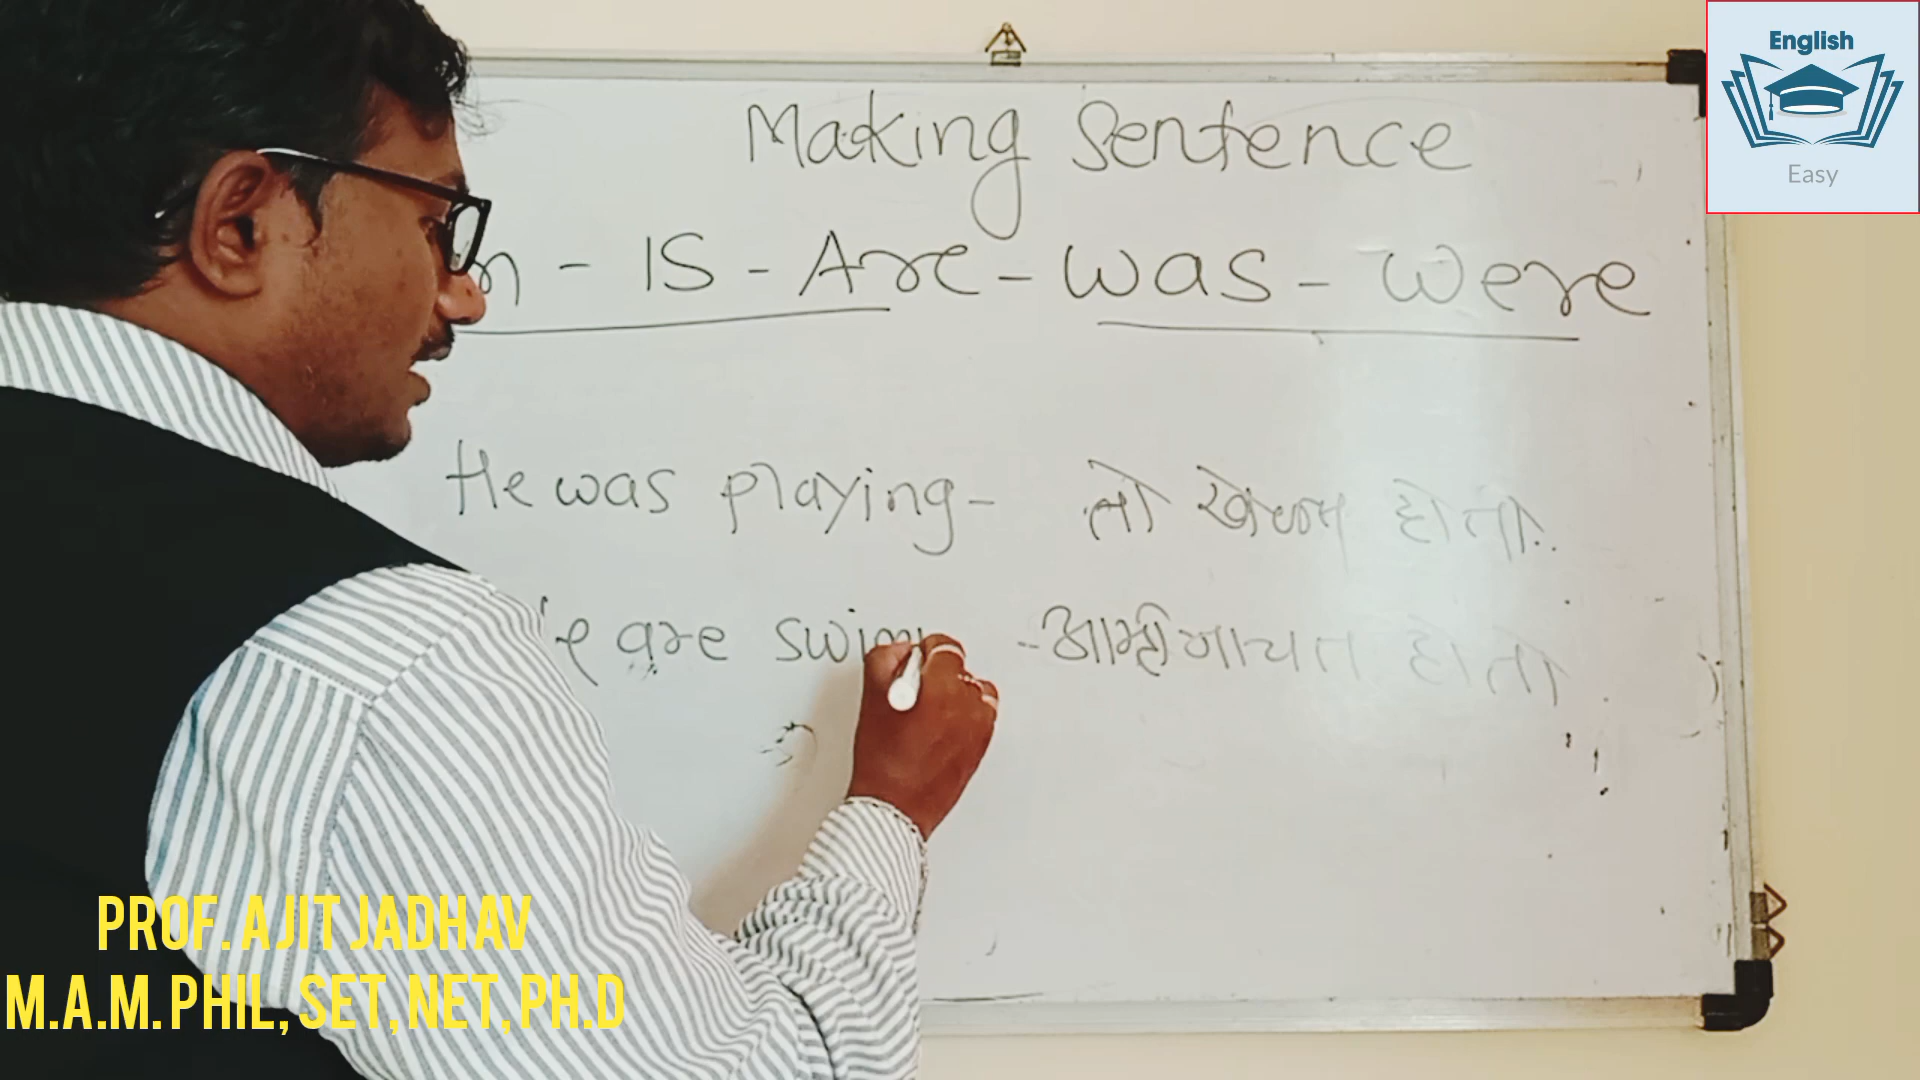 English
Easy
Making Sentence
- IS - Are - was - were
He was playing - तो खेळत होतो.
are swim - आम्ही गायत होतो
PROF. AJIT JADHAV
M.A.M. PHIL, SET, NET, PH.D